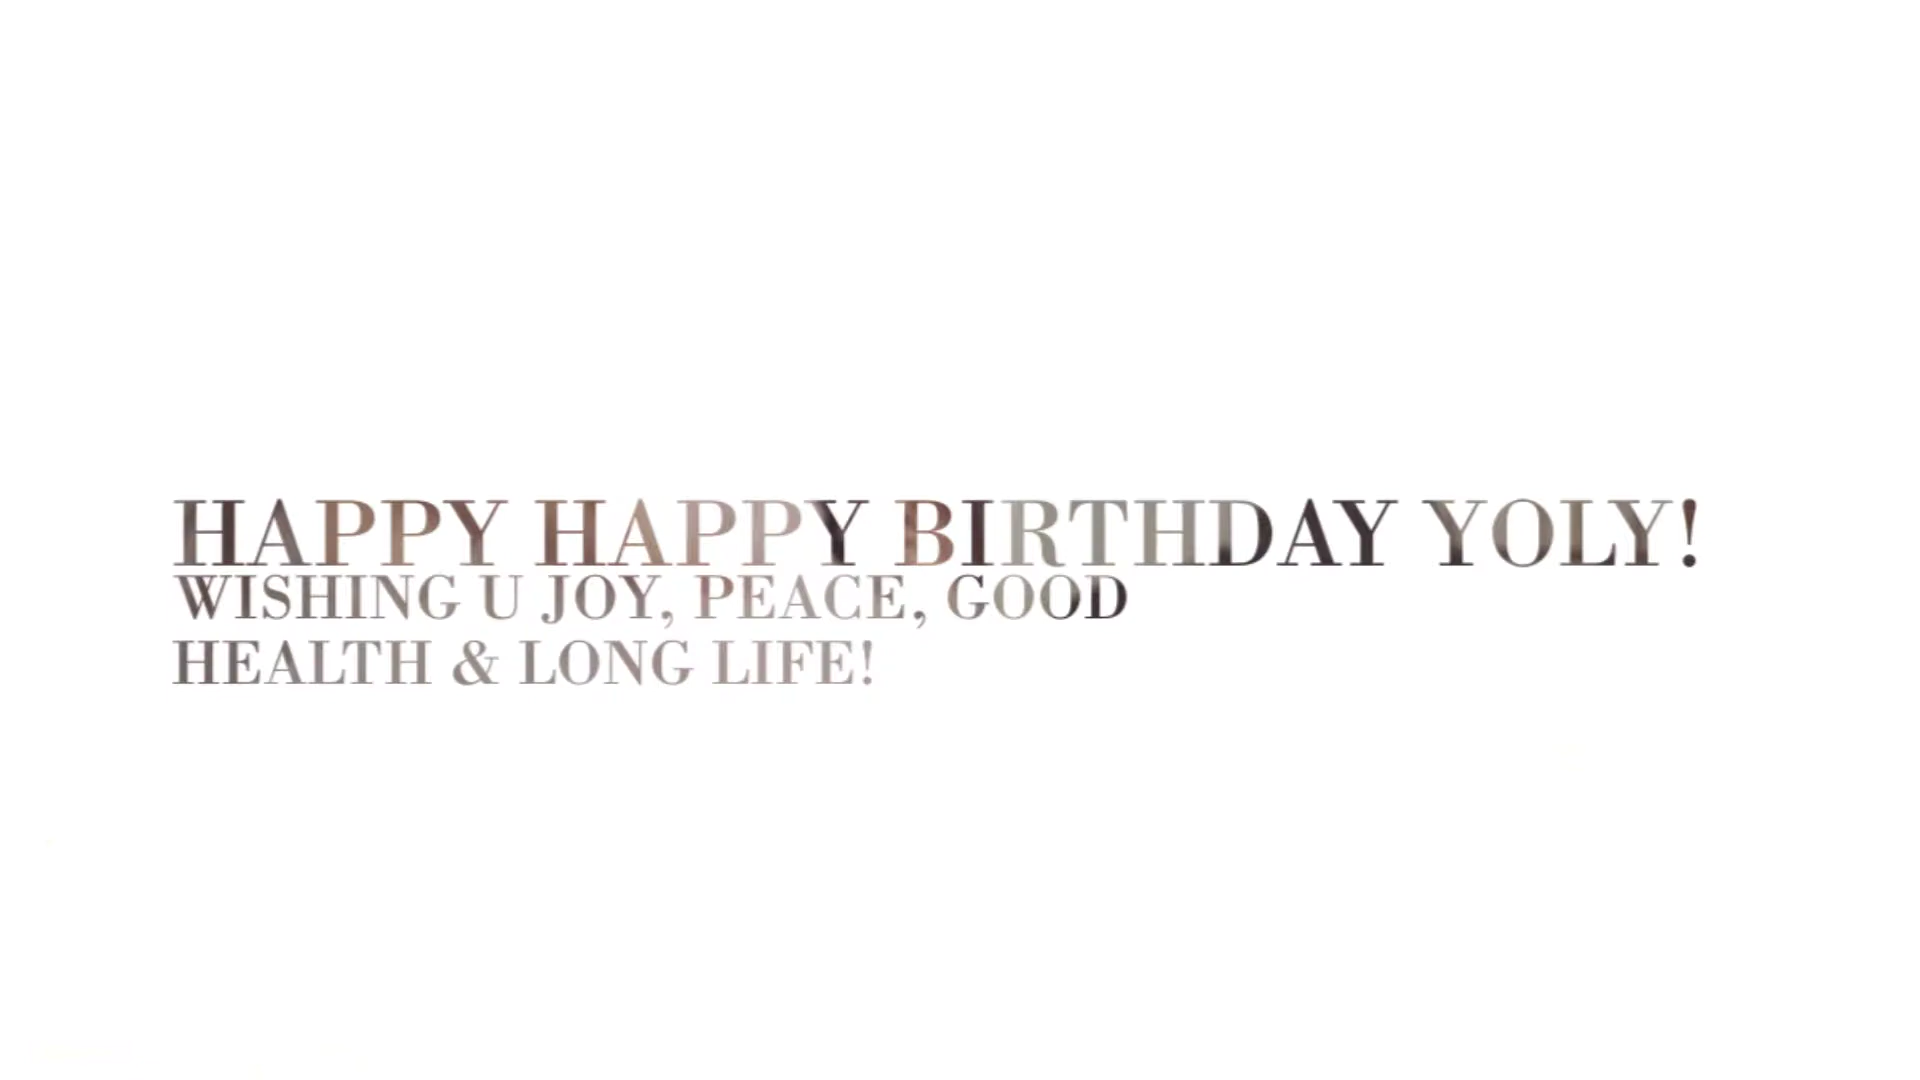 HAPPY HAPPY BIRTHDAY YOLY!
WISHING U JOY, PEACE, GOOD
HEALTH & LONG LIFE!